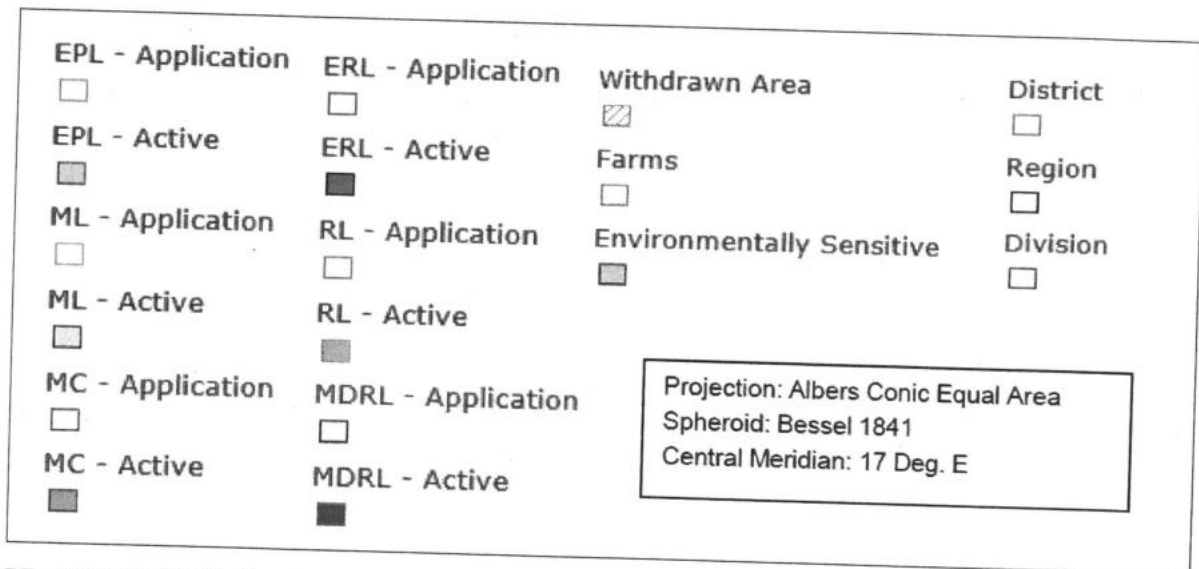 EPL - Application
EPL - Active
ML - Application
ML - Active
MC - Application
MC - Active
ERL - Application
ERL - Active
RL - Application
RL - Active
MDRL - Application
MDRL - Active
Withdrawn Area
Farms
Environmentally Sensitive
District
Region
Division
Projection: Albers Conic Equal Area
Spheroid: Bessel 1841
Central Meridian: 17 Deg. E